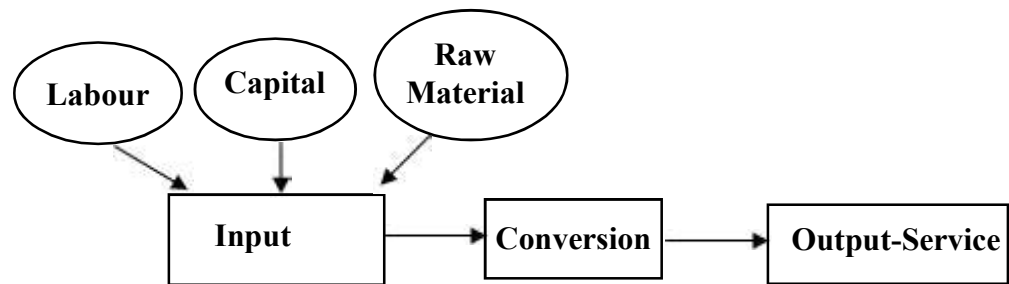 Labour
Capital
Raw
Material
Input
Conversion
Output-Service